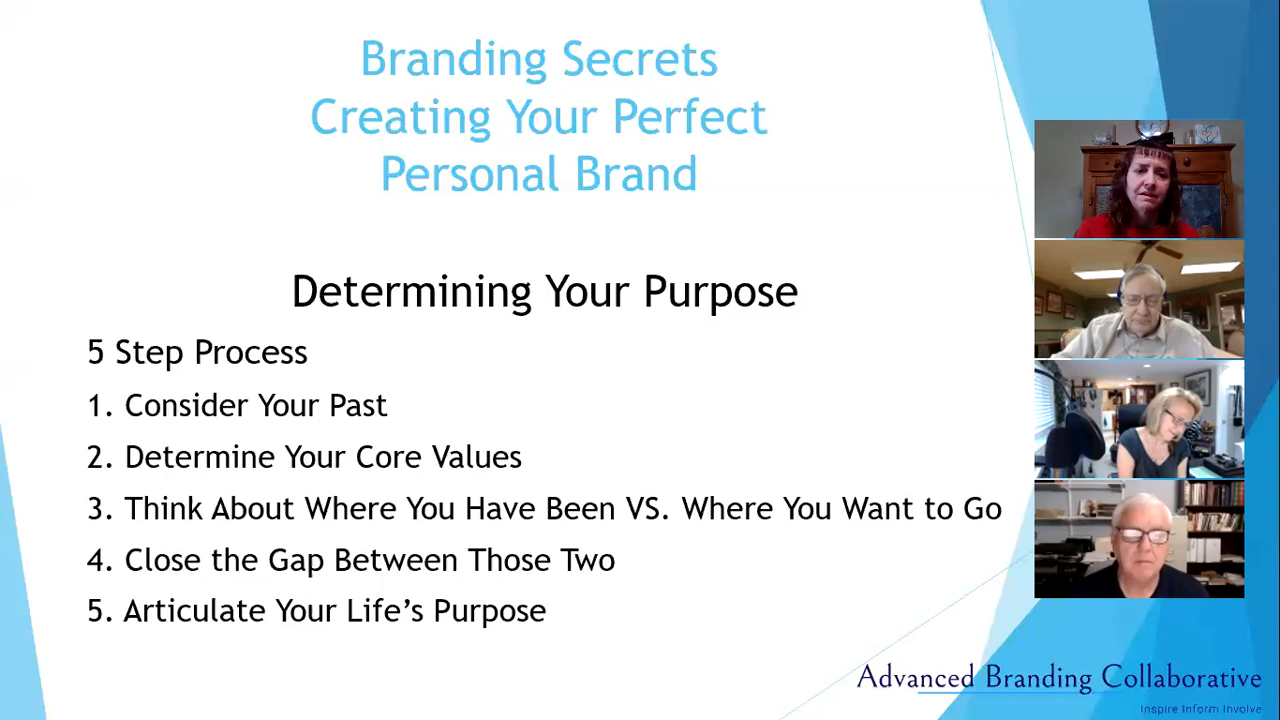 Branding Secrets
Creating Your Perfect
Personal Brand
Determining Your Purpose
5 Step Process
1. Consider Your Past
2. Determine Your Core Values
3. Think About Where You Have Been VS. Where You Want to Go
4. Close the Gap Between Those Two
5. Articulate Your Life’s Purpose
Advanced Branding Collaborative
Inspire Inform Involve